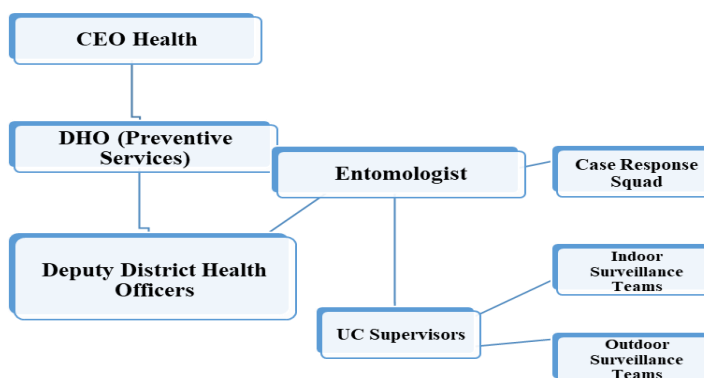 CEO Health
DHO (Preventive
Services)
Entomologist
Case Response
Squad
Deputy District Health
Officers
Indoor
Surveillance
Teams
UC Supervisors
Outdoor
Surveillance
Teams